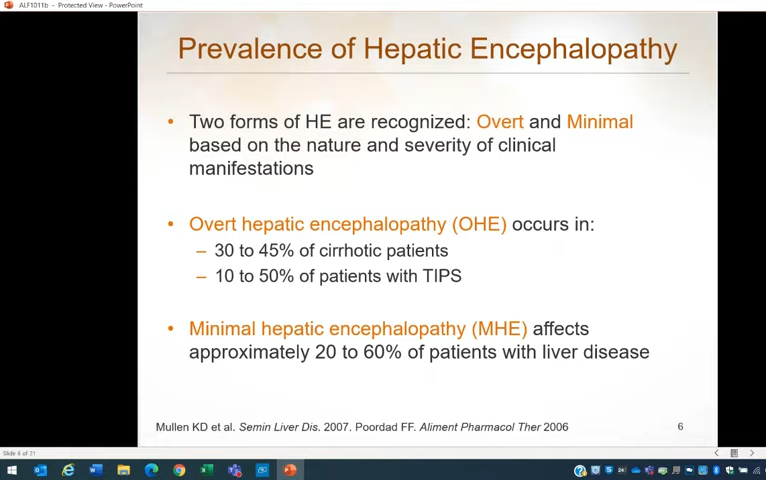 ALF1011b - Protected View - PowerPoint
Prevalence of Hepatic Encephalopathy
• Two forms of HE are recognized: Overt and Minimal
based on the nature and severity of clinical
manifestations
• Overt hepatic encephalopathy (OHE) occurs in:
– 30 to 45% of cirrhotic patients
– 10 to 50% of patients with TIPS
• Minimal hepatic encephalopathy (MHE) affects
approximately 20 to 60% of patients with liver disease
Mullen KD et al. Semin Liver Dis. 2007. Poordad FF. Aliment Pharmacol Ther 2006
6
Slide 6 of 21